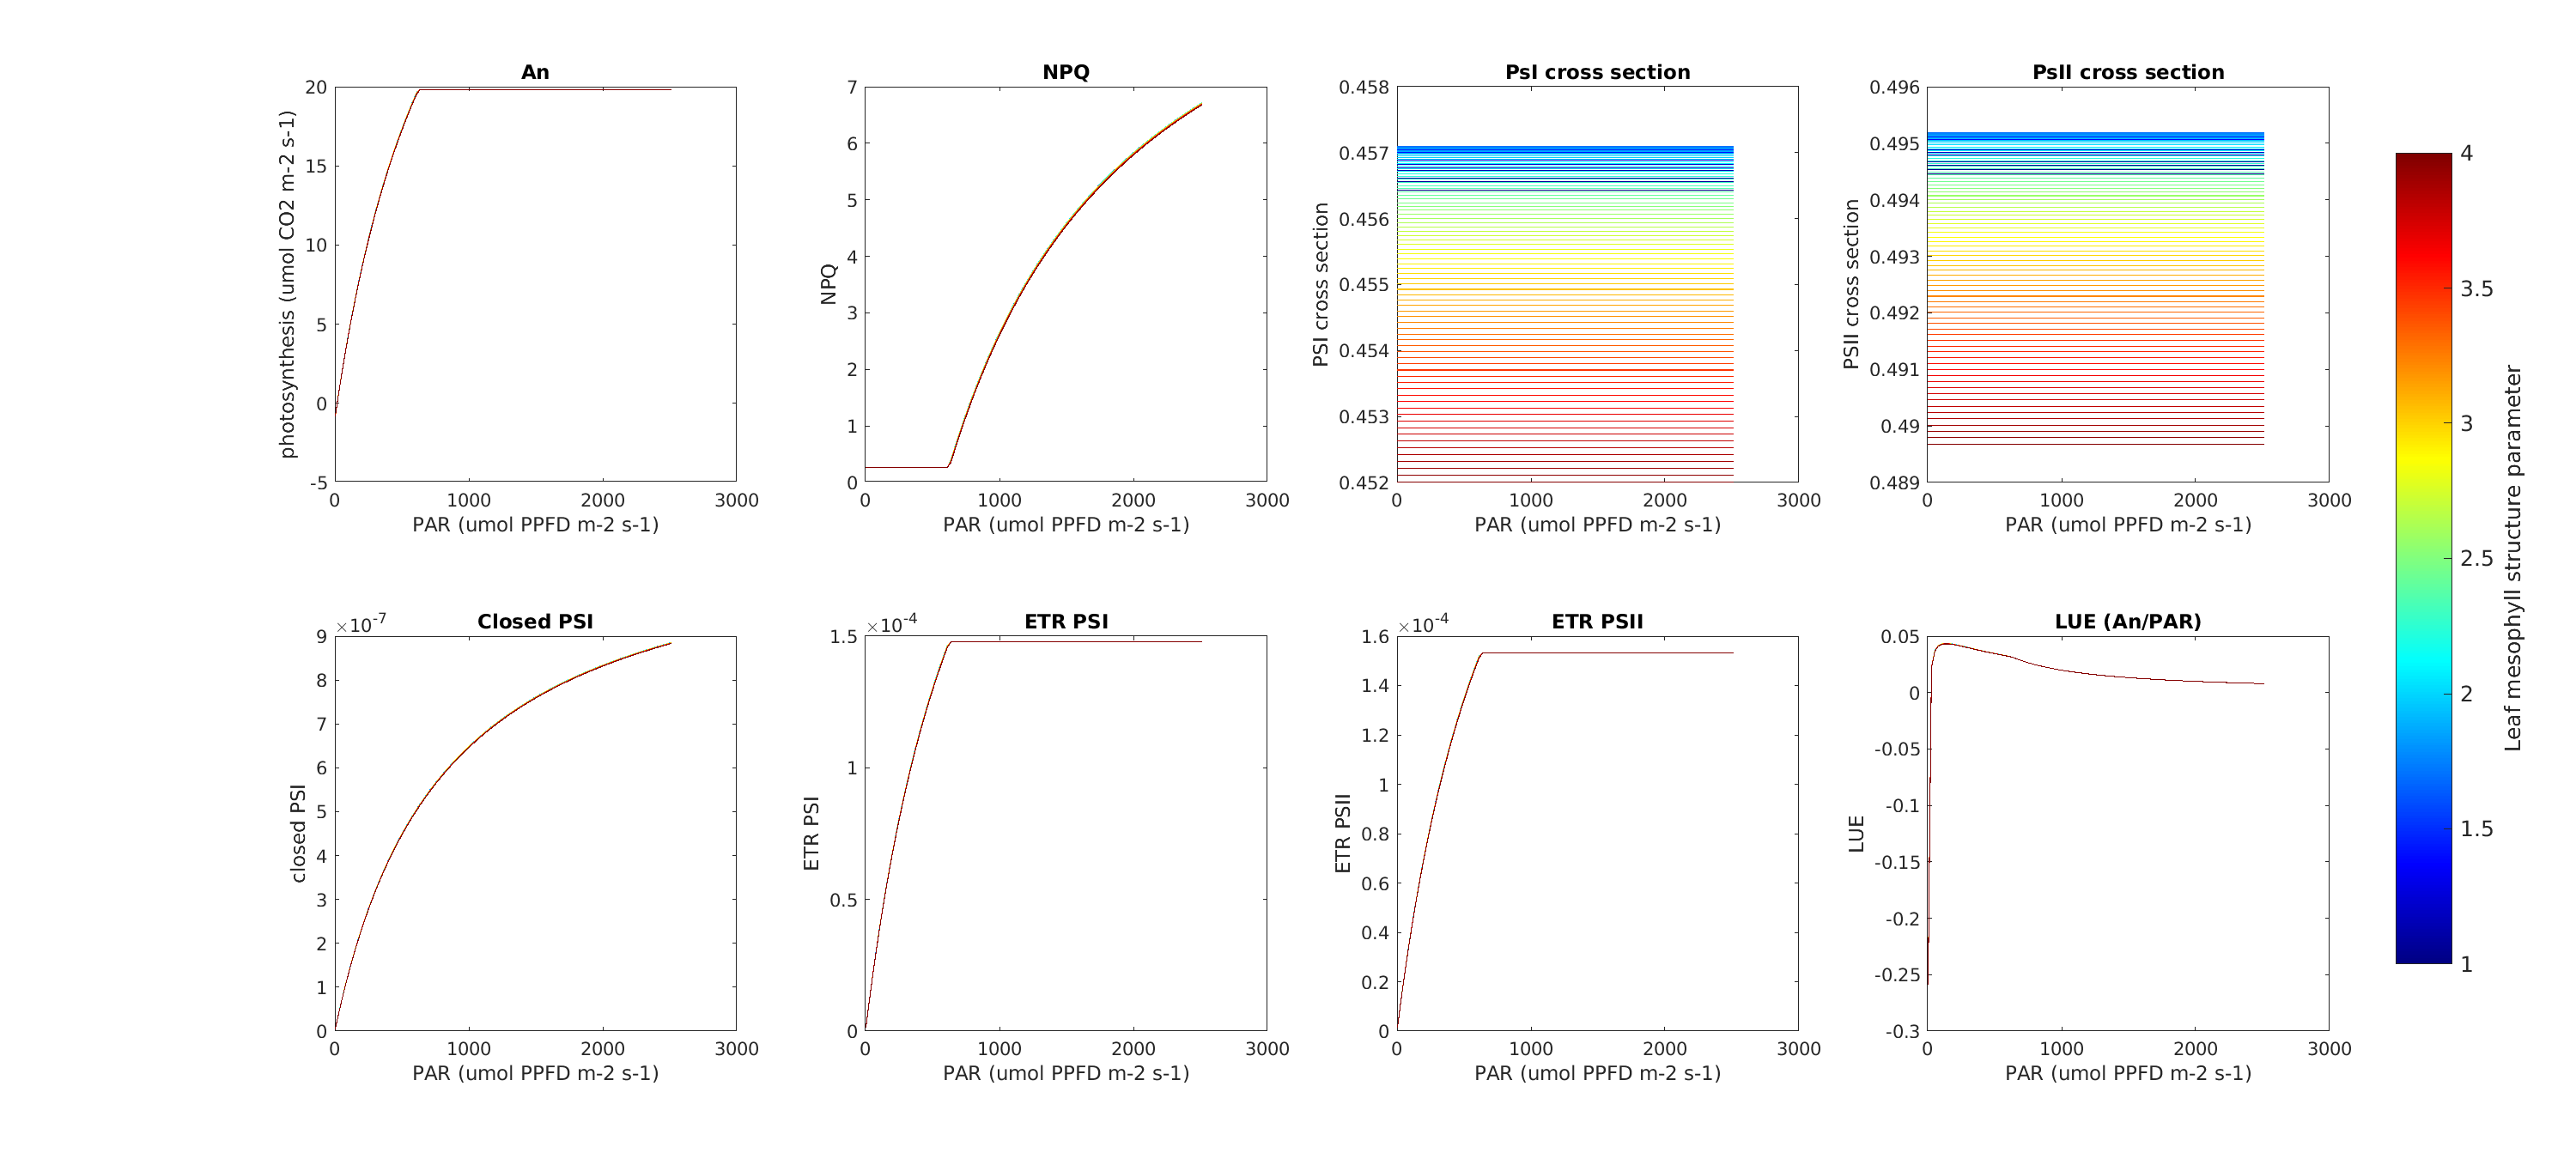 An
photosynthesis (umol CO2 m-2 s-1)
20
15
10
5
0
-5
0 1000 2000 3000
PAR (umol PPFD m-2 s-1)
NPQ
NPQ
7
6
5
4
3
2
1
0
0 1000 2000 3000
PAR (umol PPFD m-2 s-1)
PsI cross section
PSI cross section
0.458
0.457
0.456
0.455
0.454
0.453
0.452
0 1000 2000 3000
PAR (umol PPFD m-2 s-1)
PsII cross section
PSII cross section
0.496
0.495
0.494
0.493
0.492
0.491
0.49
0.489
0 1000 2000 3000
PAR (umol PPFD m-2 s-1)
Closed PSI
×10-7
closed PSI
9
8
7
6
5
4
3
2
1
0
0 1000 2000 3000
PAR (umol PPFD m-2 s-1)
ETR PSI
×10-4
ETR PSI
1.5
1
0.5
0
0 1000 2000 3000
PAR (umol PPFD m-2 s-1)
ETR PSII
×10-4
ETR PSII
1.6
1.4
1.2
1
0.8
0.6
0.4
0.2
0
0 1000 2000 3000
PAR (umol PPFD m-2 s-1)
LUE (An/PAR)
LUE
0.05
0
-0.05
-0.1
-0.15
-0.2
-0.25
-0.3
0 1000 2000 3000
PAR (umol PPFD m-2 s-1)
4
3.5
3
2.5
2
1.5
1
Leaf mesophyll structure parameter